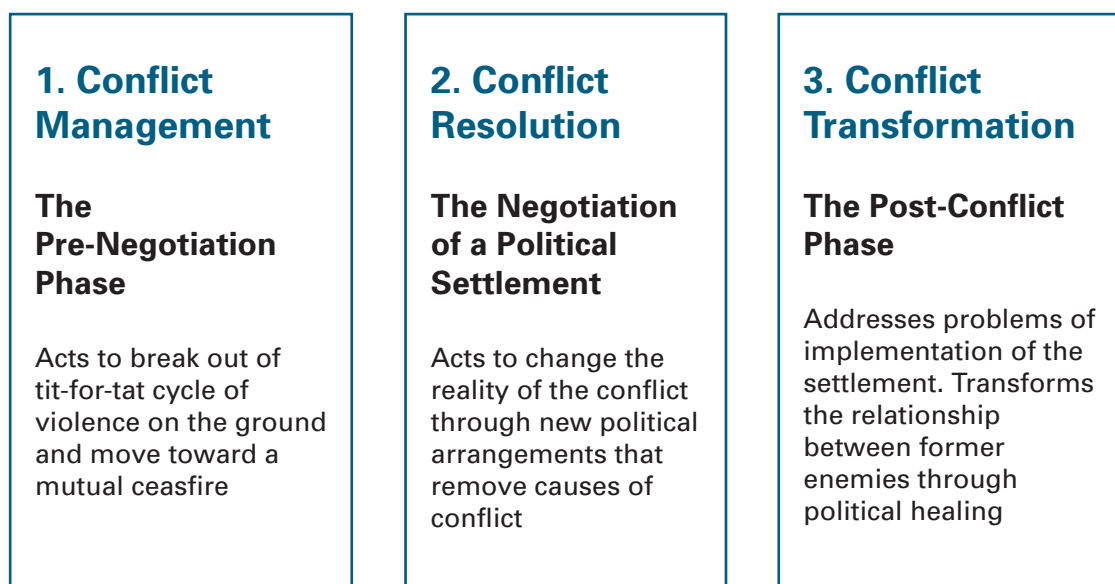 1. Conflict
Management
The
Pre-Negotiation
Phase
Acts to break out of
tit-for-tat cycle of
violence on the ground
and move toward a
mutual ceasfire
2. Conflict
Resolution
The Negotiation
of a Political
Settlement
Acts to change the
reality of the conflict
through new political
arrangements that
remove causes of
conflict
3. Conflict
Transformation
The Post-Conflict
Phase
Addresses problems of
implementation of the
settlement. Transforms
the relationship
between former
enemies through
political healing